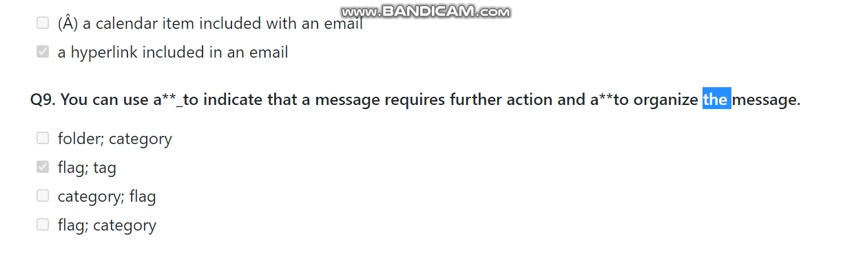 www.BANDICAM.com
(Â) a calendar item included with an email
a hyperlink included in an email
Q9. You can use a**_to indicate that a message requires further action and a**to organize the message.
folder; category
flag; tag
category; flag
flag; category